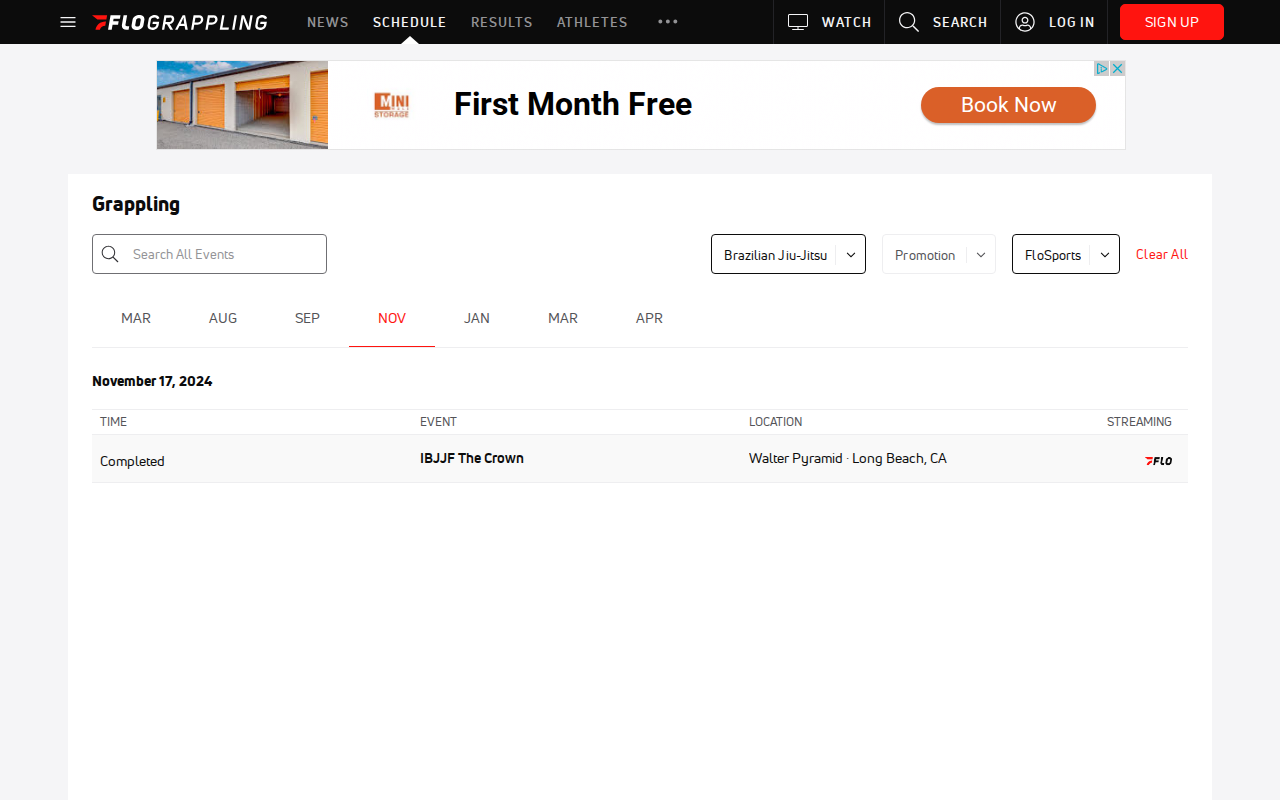 FLOGRAPPLING NEWS SCHEDULE RESULTS ATHLETES WATCH SEARCH LOG IN SIGN UP
MINI STORAGE First Month Free Book Now
Grappling
Search All Events Brazilian Jiu-Jitsu Promotion FloSports Clear All
MAR AUG SEP NOV JAN MAR APR
November 17, 2024
TIME EVENT LOCATION STREAMING
Completed IBJJF The Crown Walter Pyramid · Long Beach, CA FLO